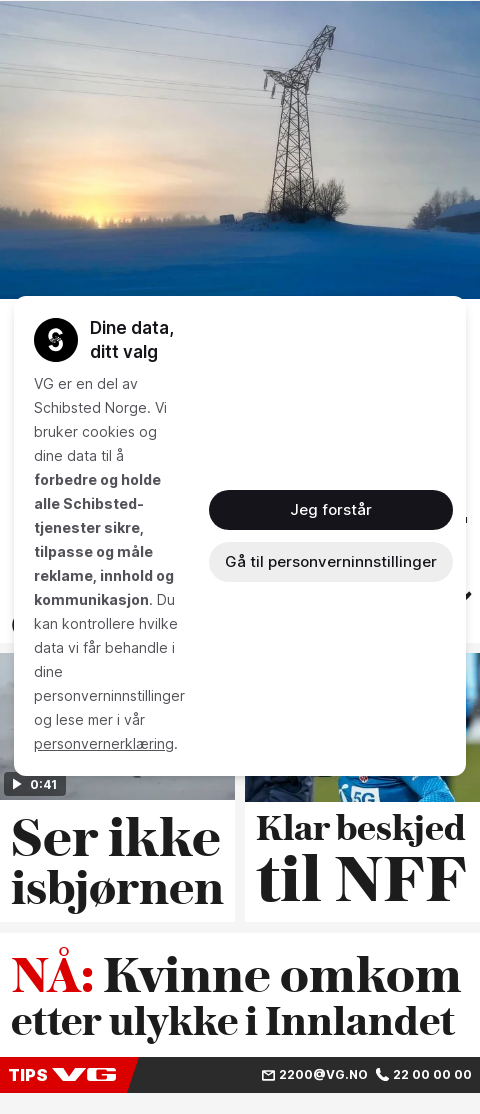 Dine data,
ditt valg
VG er en del av
Schibsted Norge. Vi
bruker cookies og
dine data til å
forbedre og holde
alle Schibsted-
tjenester sikre,
tilpasse og måle
reklame, innhold og
kommunikasjon. Du
kan kontrollere hvilke
data vi får behandle i
dine
personverninnstillinger
og lese mer i vår
personvernerklæring.
Jeg forstår
Gå til personverninnstillinger
0:41
5G
Ser ikke
isbjørnen
Klar beskjed
til NFF
NÅ: Kvinne omkom
etter ulykke i Innlandet
TIPS VG 2200@VG.NO 22 00 00 00